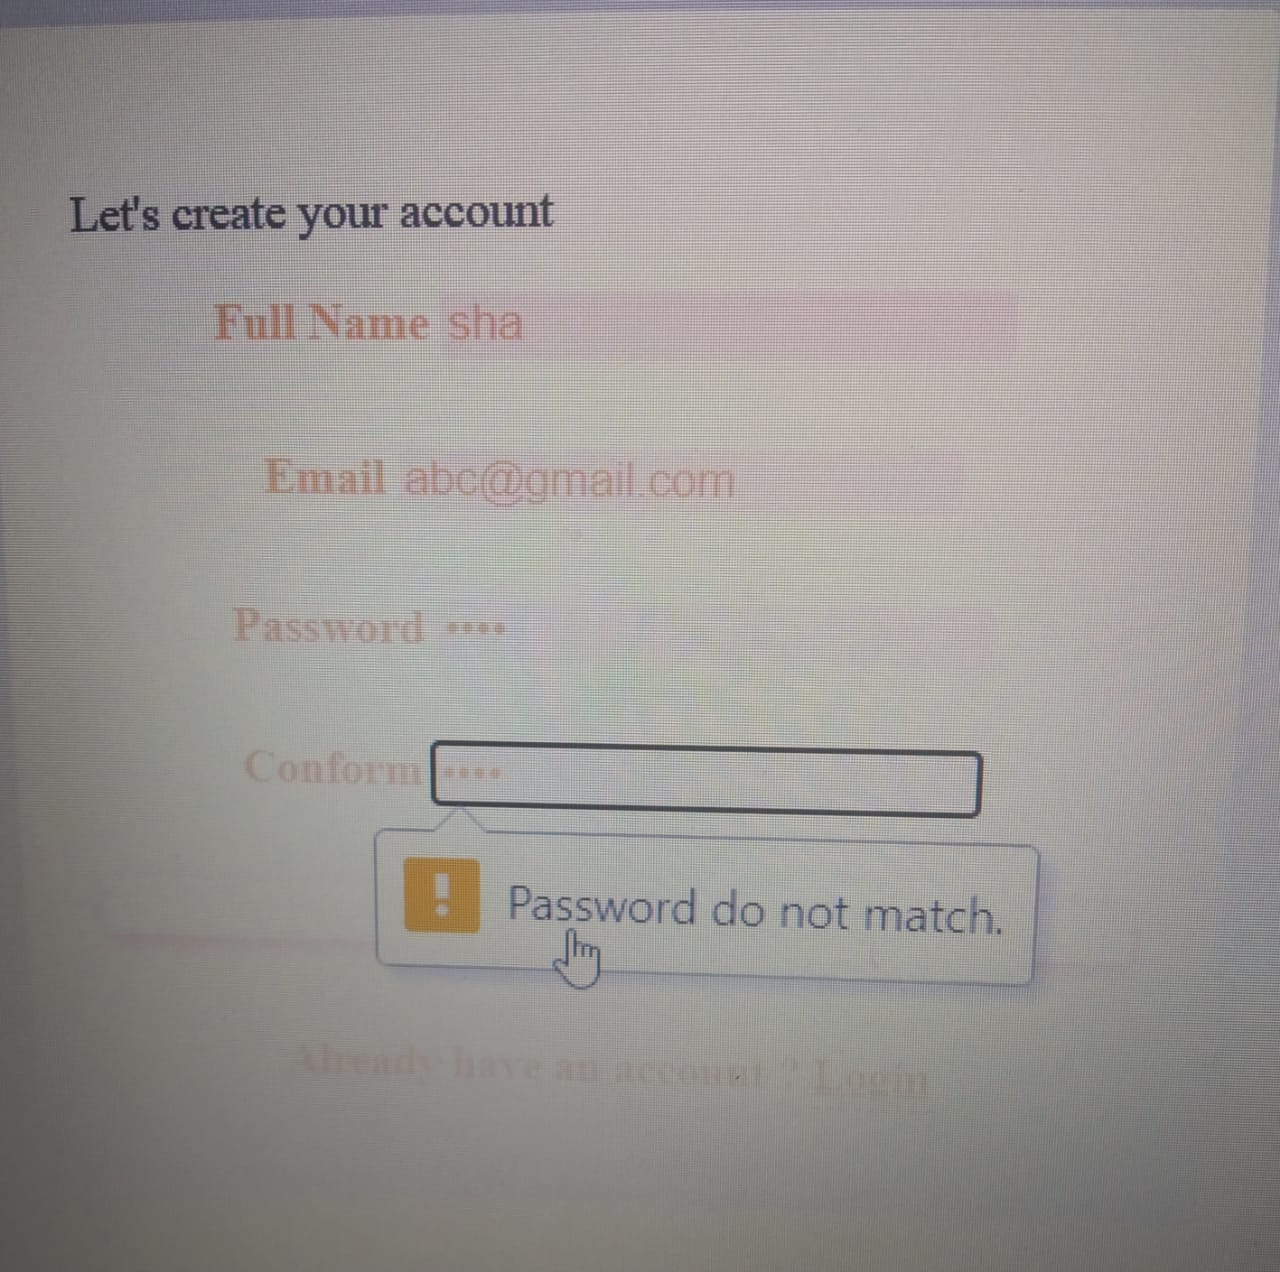 Let's create your account
Full Name sha
Email abc@gmail.com
Password ••••
Conform ••••
! Password do not match.
Already have an account ? Login